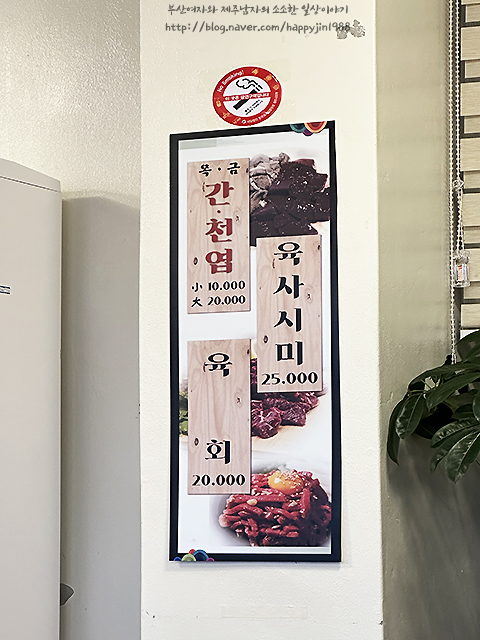 부산여자와 제주남자의 소소한 일상이야기
http://blog.naver.com/happyjin1988
No Smoking!
목·금
간·천엽
小 10.000
大 20.000
육사시미
25.000
육회
20.000